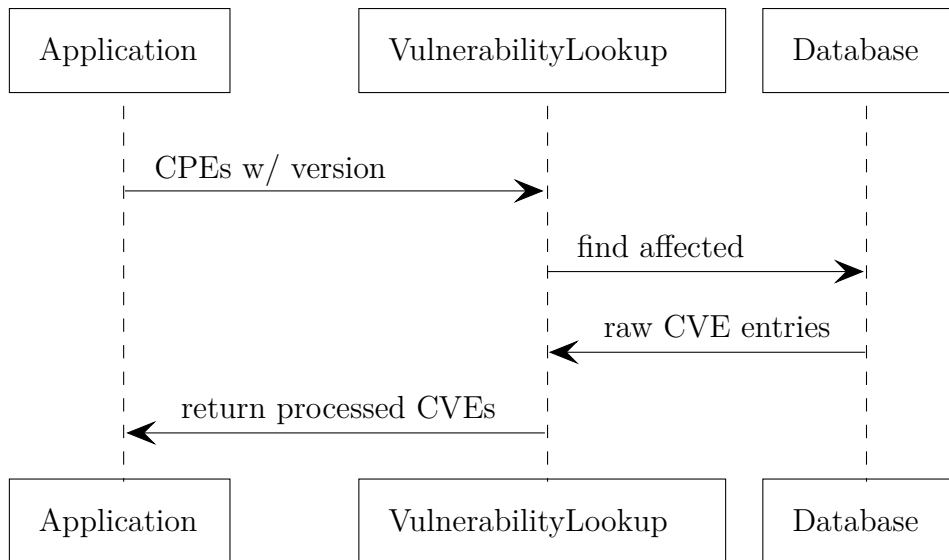 Application
VulnerabilityLookup
Database
CPEs w/ version
find affected
raw CVE entries
return processed CVEs
Application
VulnerabilityLookup
Database